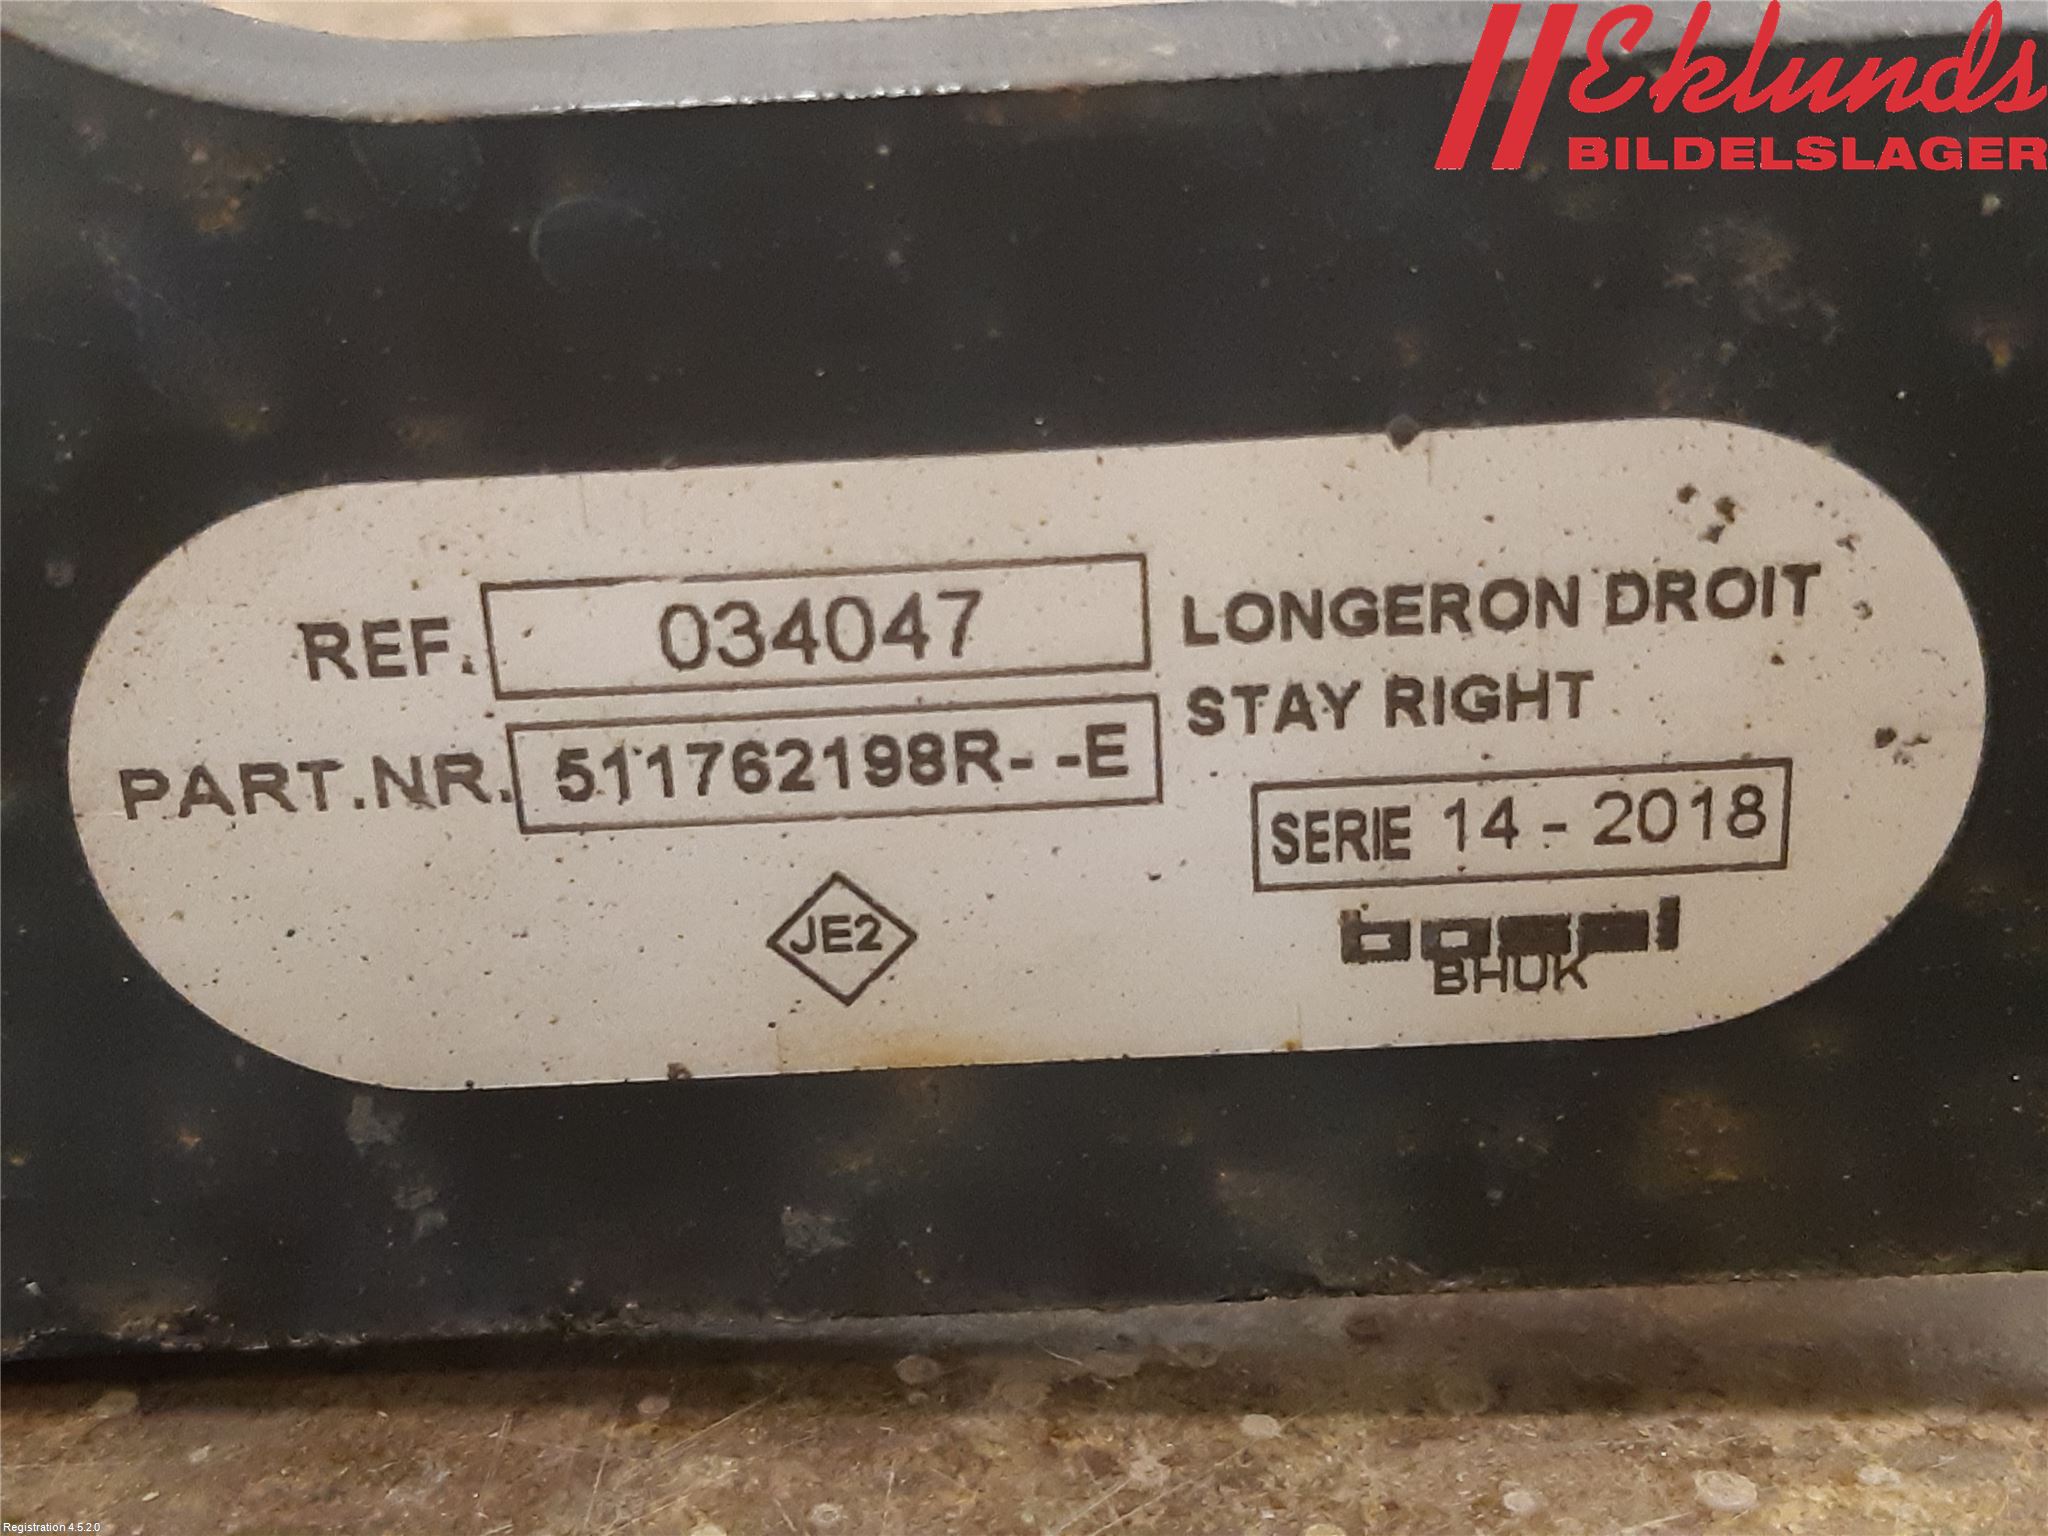 Eklunds
BILDELSLAGER
REF. 034047
PART.NR. 511762198R- -E
LONGERON DROIT
STAY RIGHT
SERIE 14 - 2018
JE2
bosal
BHUK
Registration 4.5.2.0